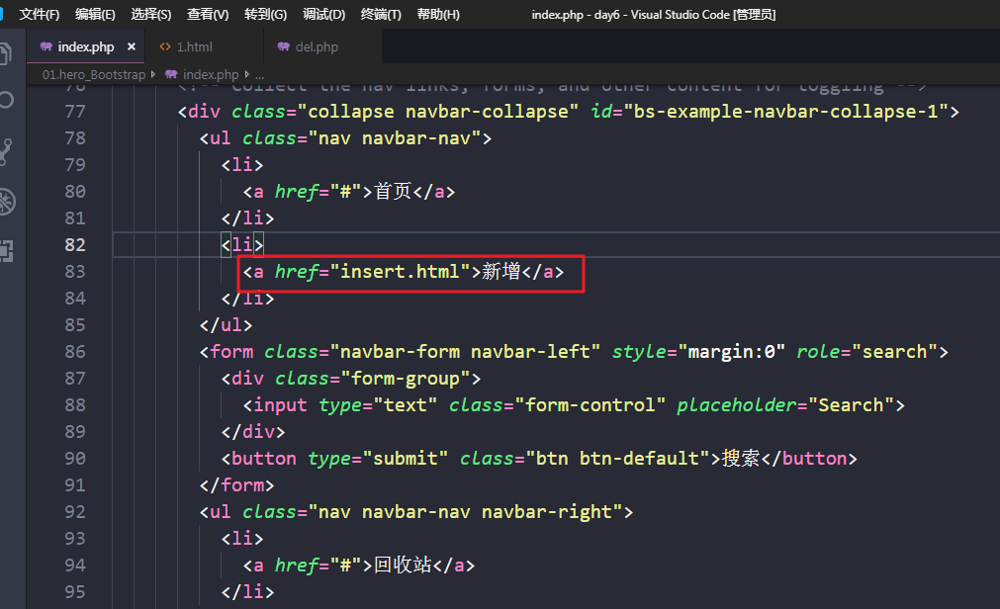 文件(F) 编辑(E) 选择(S) 查看(V) 转到(G) 调试(D) 终端(T) 帮助(H) index.php - day6 - Visual Studio Code [管理员]
index.php × <> 1.html del.php
01.hero_Bootstrap index.php ...
76 <!-- Collect the nav links, forms, and other content for toggling -->
77 <div class="collapse navbar-collapse" id="bs-example-navbar-collapse-1">
78 <ul class="nav navbar-nav">
79 <li>
80 <a href="#">首页</a>
81 </li>
82 <li>
83 <a href="insert.html">新增</a>
84 </li>
85 </ul>
86 <form class="navbar-form navbar-left" style="margin:0" role="search">
87 <div class="form-group">
88 <input type="text" class="form-control" placeholder="Search">
89 </div>
90 <button type="submit" class="btn btn-default">搜索</button>
91 </form>
92 <ul class="nav navbar-nav navbar-right">
93 <li>
94 <a href="#">回收站</a>
95 </li>